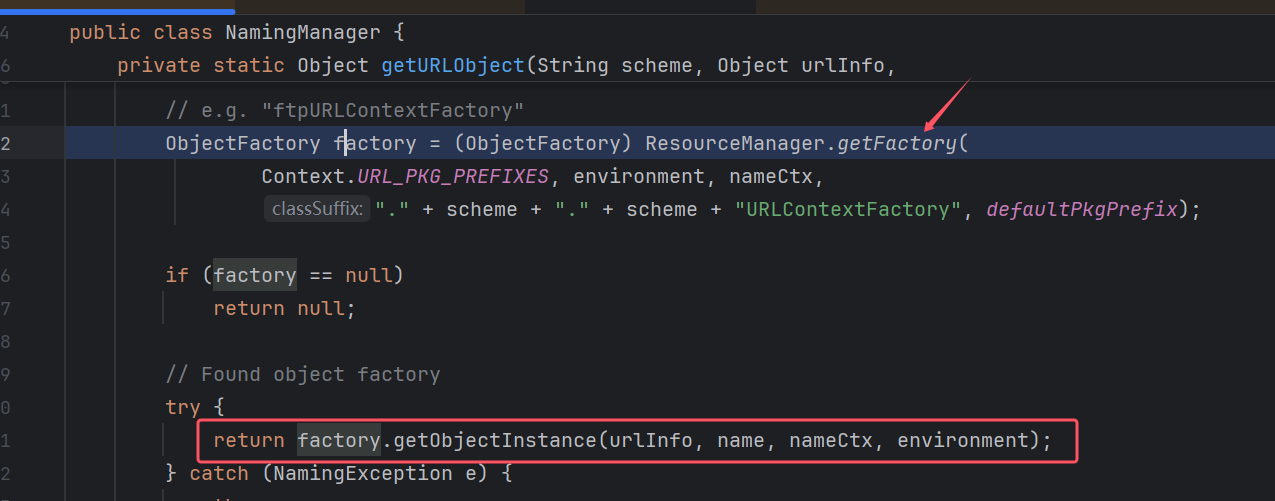 4 public class NamingManager {
6 private static Object getURLObject(String scheme, Object urlInfo,
1 // e.g. "ftpURLContextFactory"
2 ObjectFactory factory = (ObjectFactory) ResourceManager.getFactory(
3 Context.URL_PKG_PREFIXES, environment, nameCtx,
4 classSuffix: "." + scheme + "." + scheme + "URLContextFactory", defaultPkgPrefix);
5
6 if (factory == null)
7 return null;
8
9 // Found object factory
0 try {
1 return factory.getObjectInstance(urlInfo, name, nameCtx, environment);
2 } catch (NamingException e) {